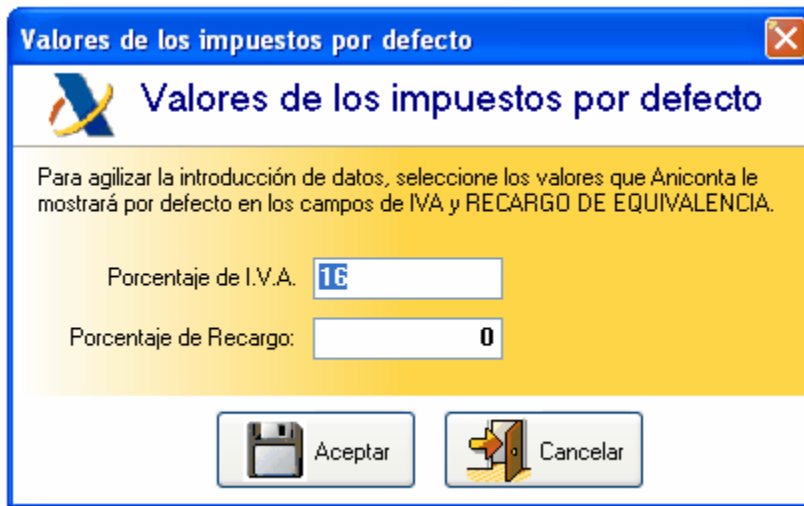 Valores de los impuestos por defecto
Valores de los impuestos por defecto
Para agilizar la introducción de datos, seleccione los valores que Aniconta le
mostrará por defecto en los campos de IVA y RECARGO DE EQUIVALENCIA.
Porcentaje de I.V.A. 16
Porcentaje de Recargo: 0
Aceptar Cancelar